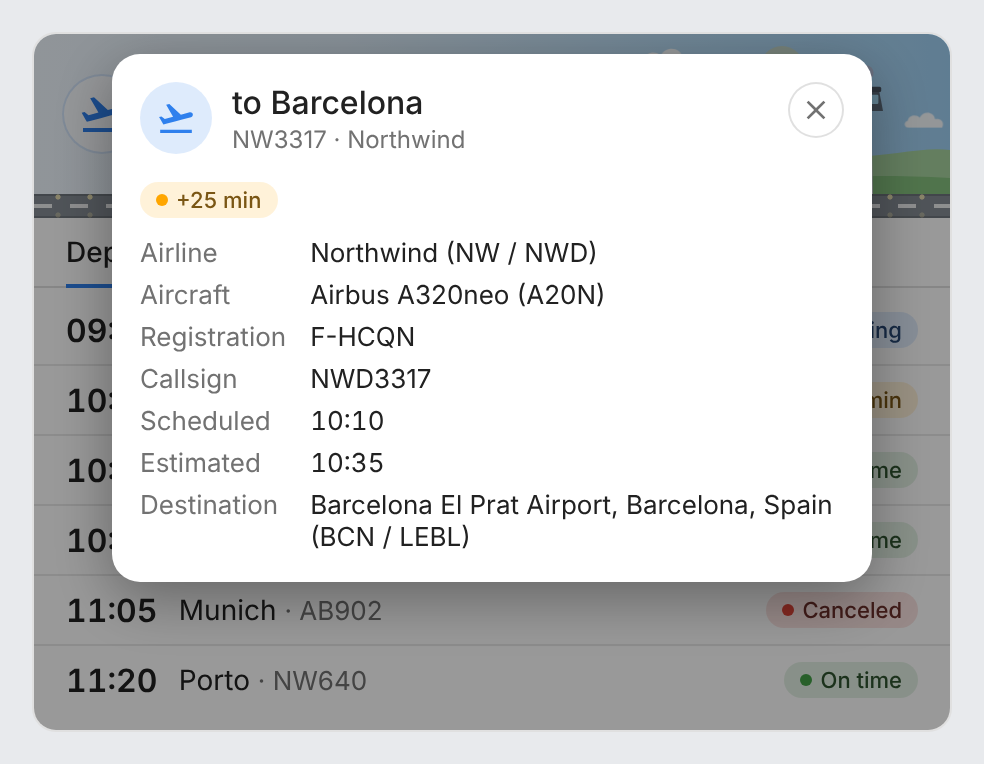 to Barcelona
NW3317 · Northwind
+25 min
Airline Northwind (NW / NWD)
Aircraft Airbus A320neo (A20N)
Registration F-HCQN
Callsign NWD3317
Scheduled 10:10
Estimated 10:35
Destination Barcelona El Prat Airport, Barcelona, Spain
(BCN / LEBL)
11:05 Munich · AB902 Canceled
11:20 Porto · NW640 On time